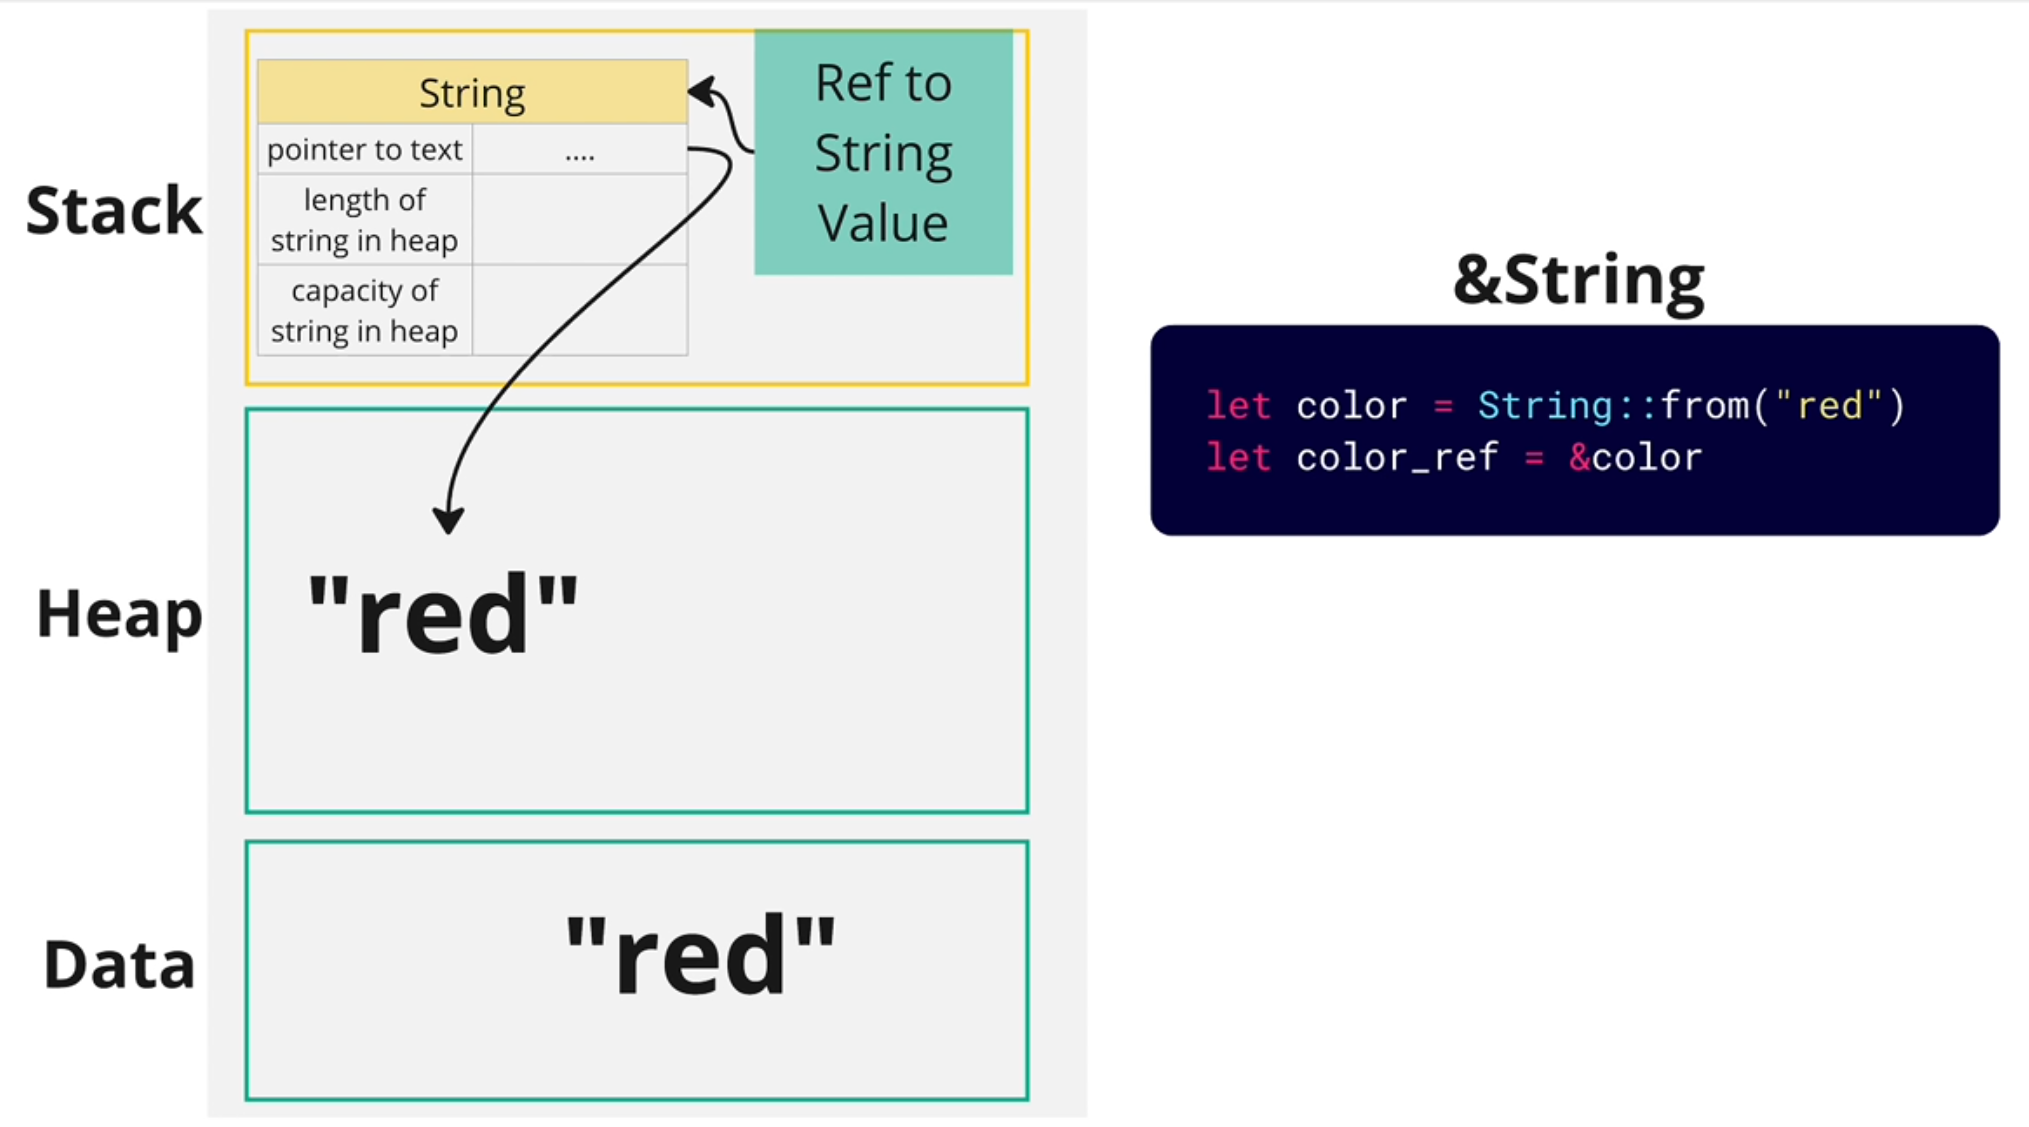 Stack
String
pointer to text
....
length of
string in heap
capacity of
string in heap
Ref to
String
Value
Heap
"red"
Data
"red"
&String
let color = String::from("red")
let color_ref = &color